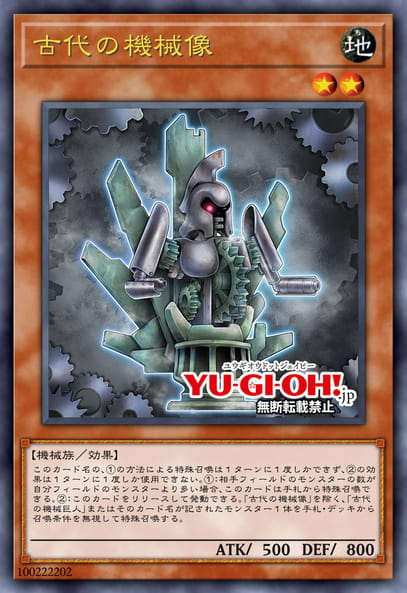 古代の機械像
地
【機械族/効果】
このカード名の、①の方法による特殊召喚は1ターンに1度しかできず、②の効
果は1ターンに1度しか使用できない。①:相手フィールドのモンスターの数が
自分フィールドのモンスターより多い場合、このカードは手札から特殊召喚で
きる。②:このカードをリリースして発動できる。「古代の機械像」を除く、「古代
の機械巨人」またはそのカード名が記されたモンスター1体を手札・デッキから
召喚条件を無視して特殊召喚する。
ATK/ 500 DEF/ 800
100222202
ユウギオウドットジェイピー
YU-GI-OH!.jp
無断転載禁止